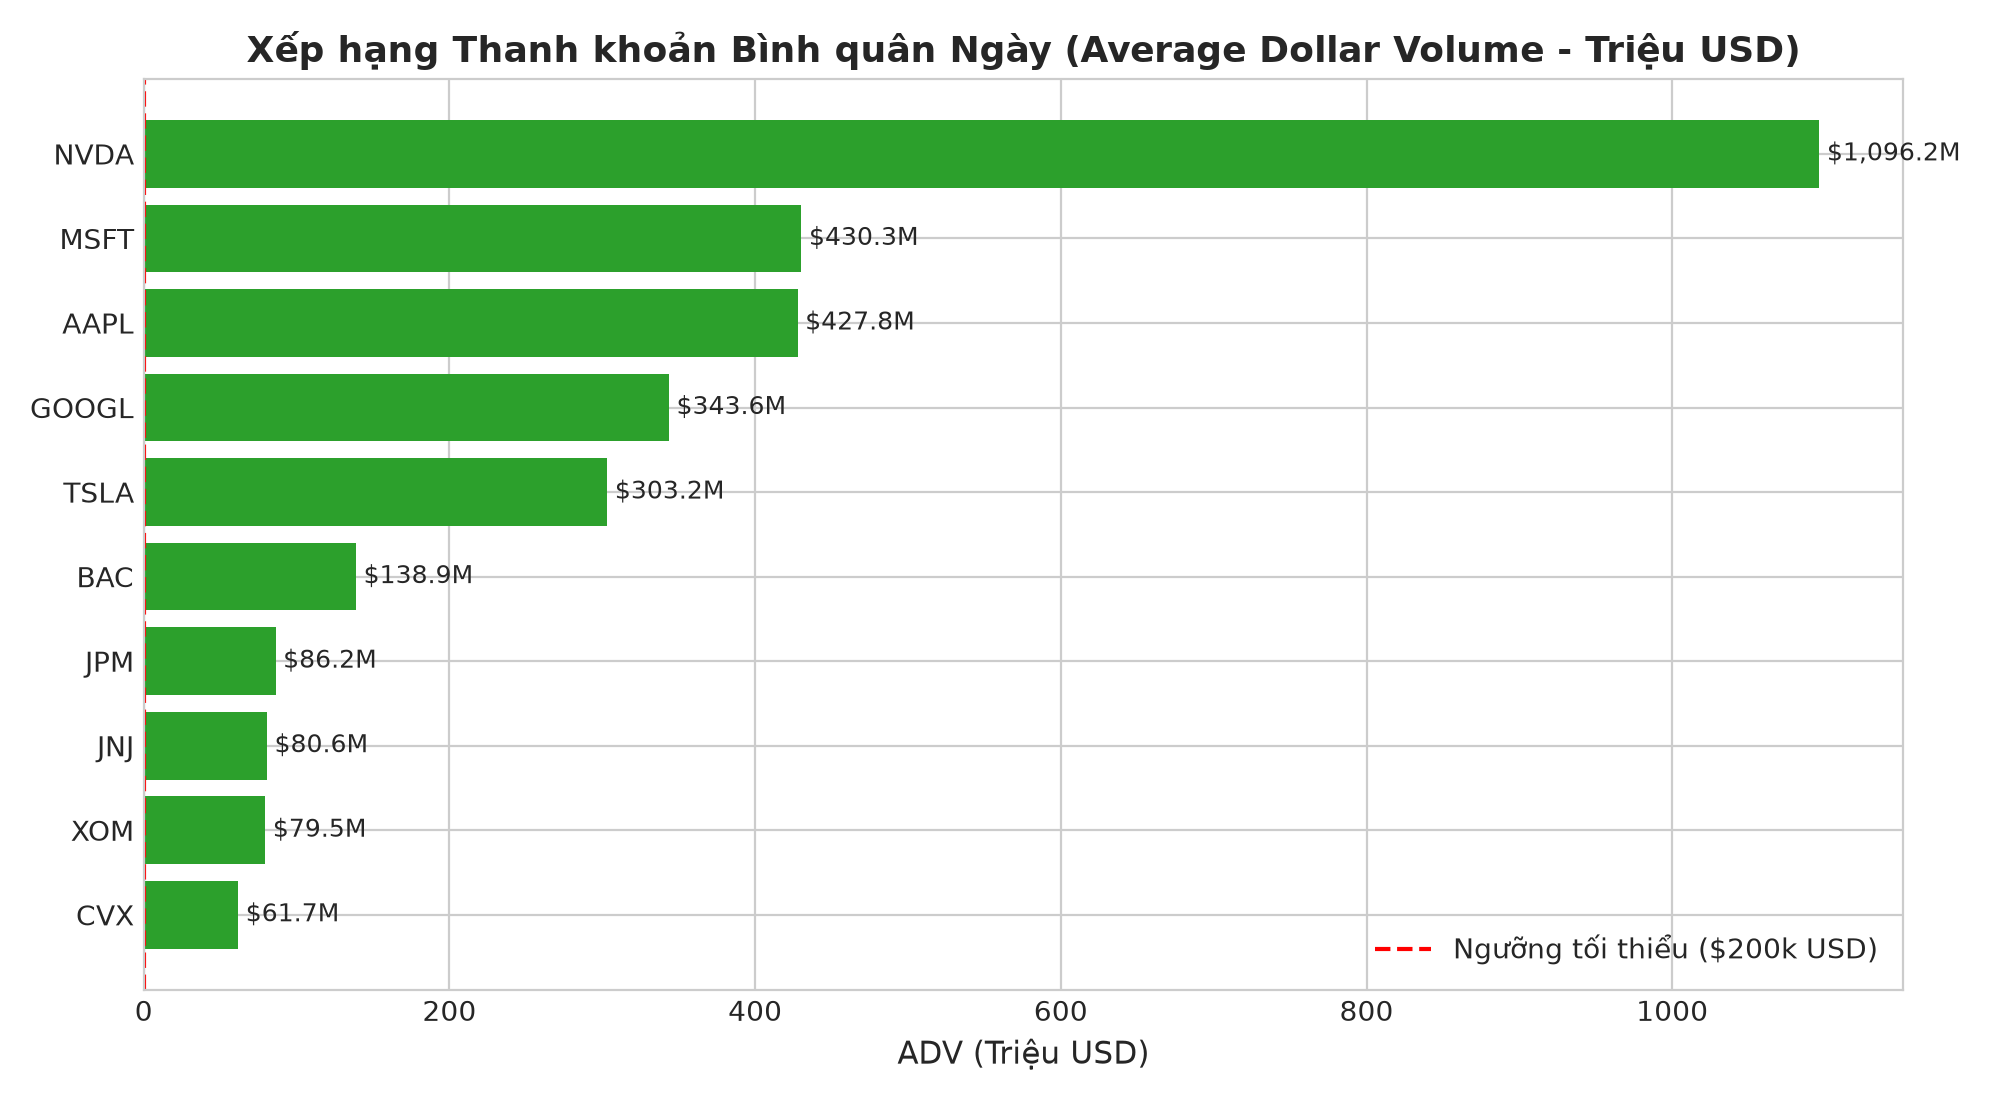 Xếp hạng Thanh khoản Bình quân Ngày (Average Dollar Volume - Triệu USD)
NVDA $1,096.2M
MSFT $430.3M
AAPL $427.8M
GOOGL $343.6M
TSLA $303.2M
BAC $138.9M
JPM $86.2M
JNJ $80.6M
XOM $79.5M
CVX $61.7M
Ngưỡng tối thiểu ($200k USD)
0 200 400 600 800 1000
ADV (Triệu USD)